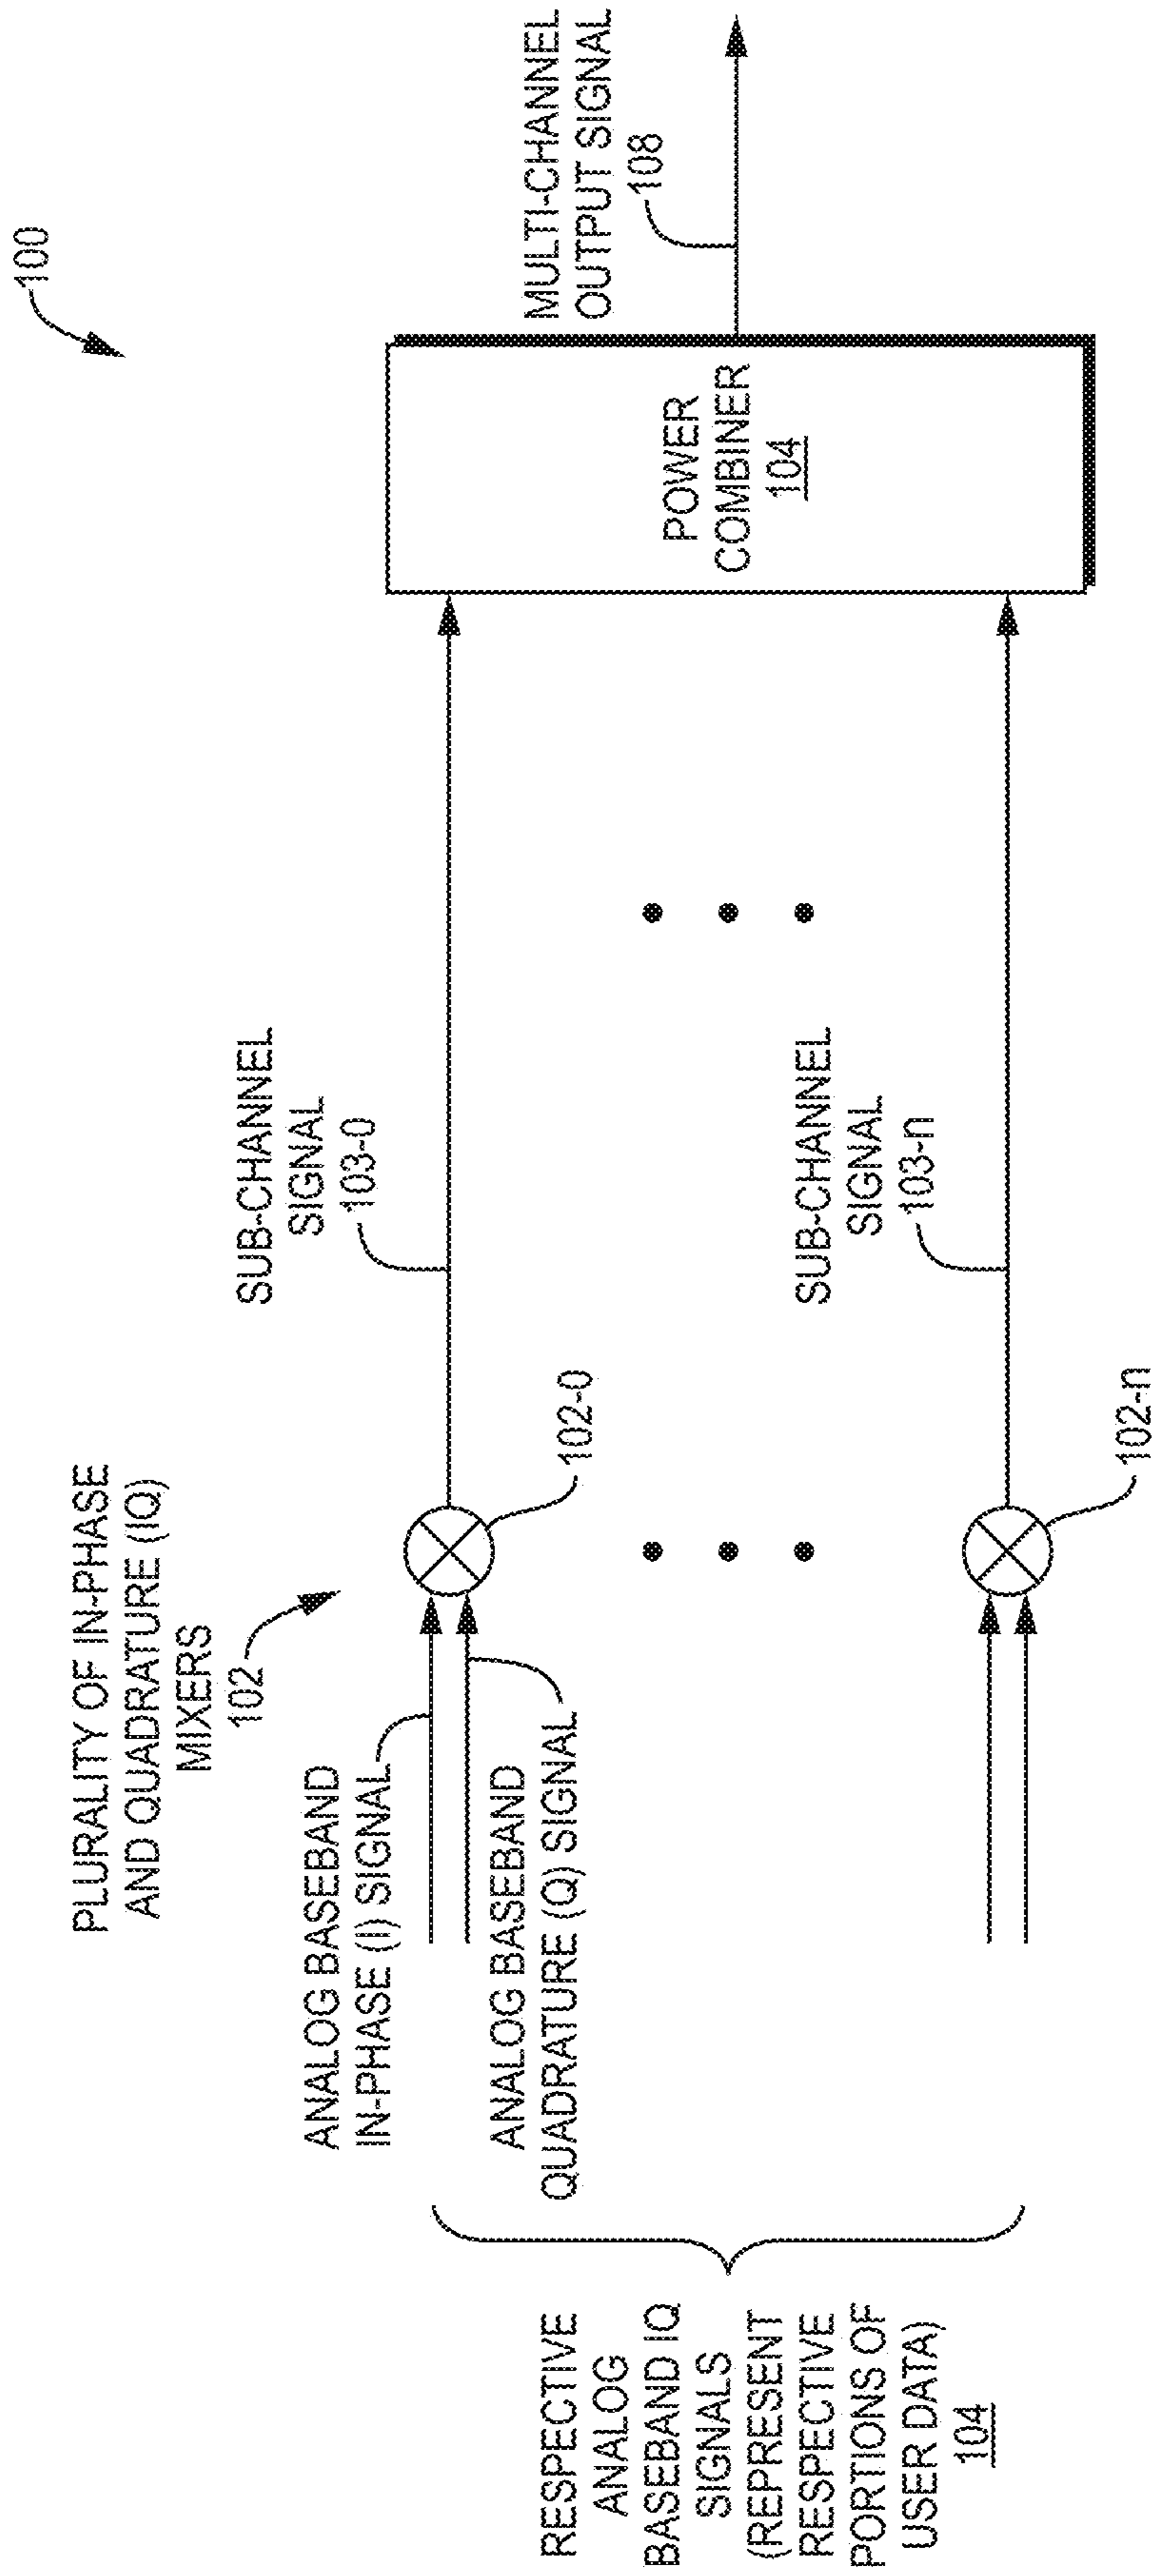 100
PLURALITY OF IN-PHASE
AND QUADRATURE (IQ)
MIXERS
102
ANALOG BASEBAND
IN-PHASE (I) SIGNAL
ANALOG BASEBAND
QUADRATURE (Q) SIGNAL
102-0
SUB-CHANNEL
SIGNAL
103-0
RESPECTIVE
ANALOG
BASEBAND IQ
SIGNALS
(REPRESENT
RESPECTIVE
PORTIONS OF
USER DATA)
104
SUB-CHANNEL
SIGNAL
103-n
102-n
POWER
COMBINER
104
MULTI-CHANNEL
OUTPUT SIGNAL
108